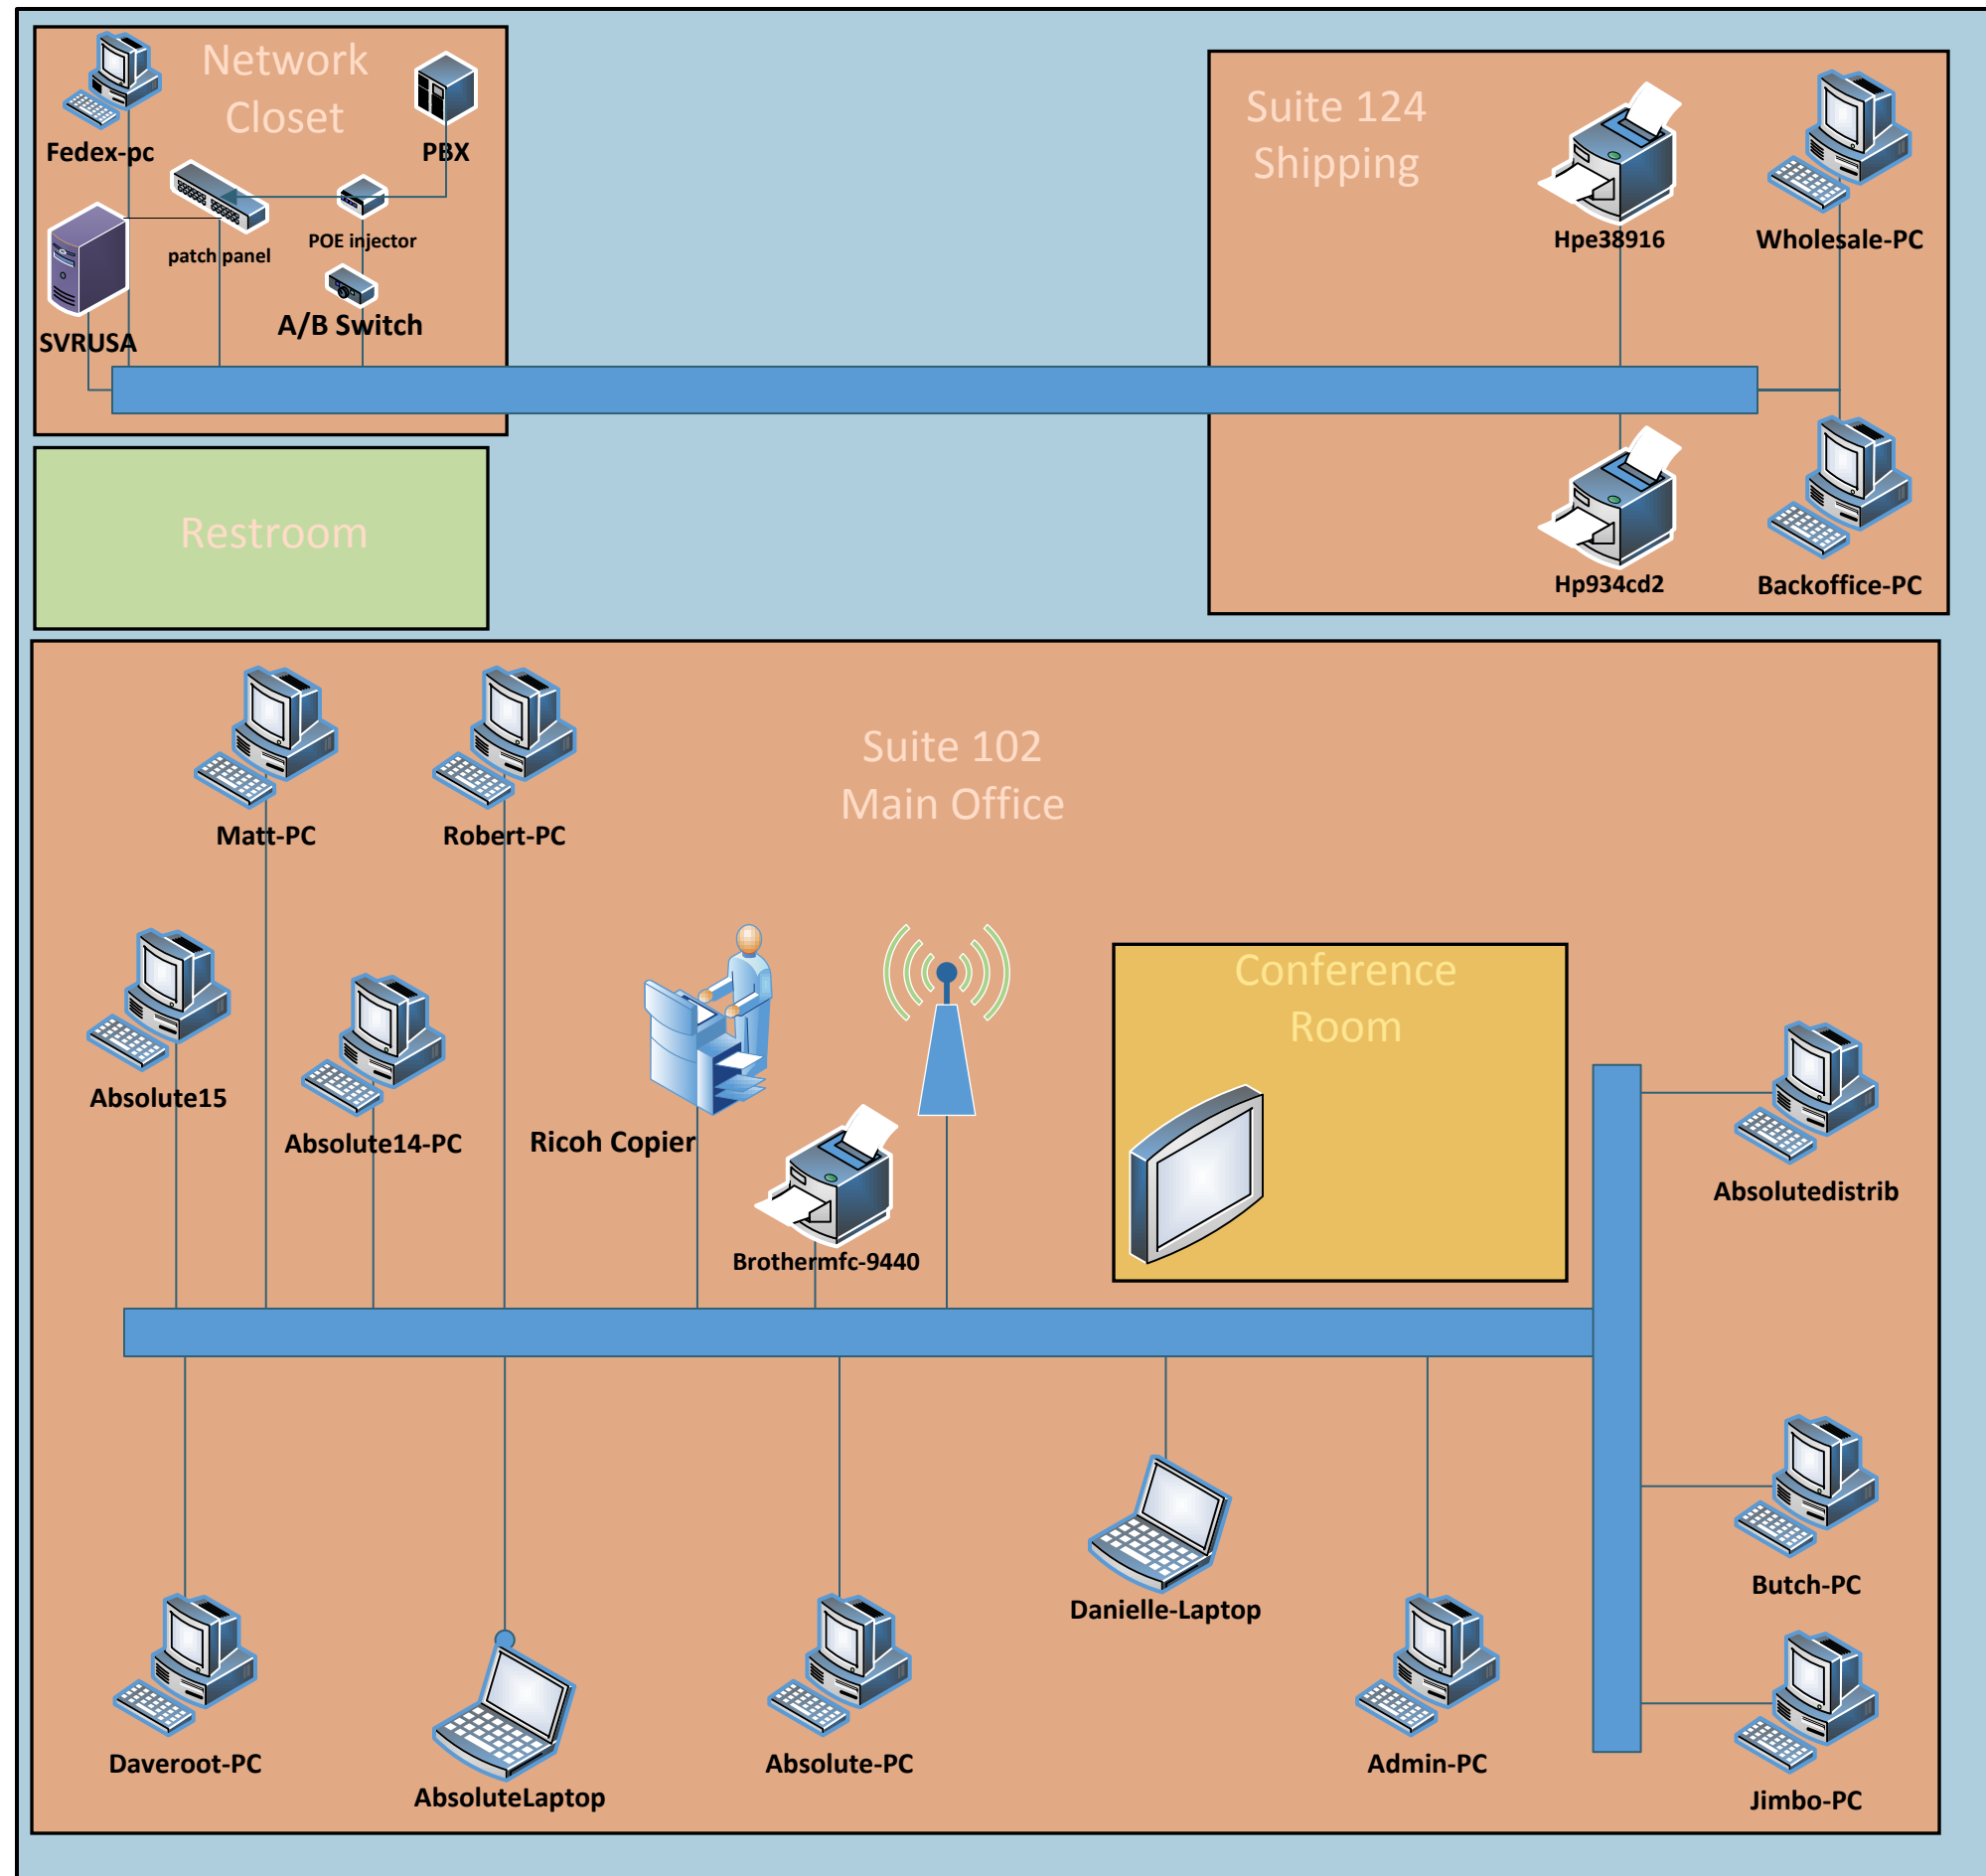 Network
Closet
Fedex-pc
PBX
patch panel
POE injector
A/B Switch
SVRUSA
Suite 124
Shipping
Hpe38916
Wholesale-PC
Hp934cd2
Backoffice-PC
Restroom
Suite 102
Main Office
Matt-PC
Robert-PC
Absolute15
Absolute14-PC
Ricoh Copier
Brothermfc-9440
Conference
Room
Absolutedistrib
Butch-PC
Jimbo-PC
Daveroot-PC
AbsoluteLaptop
Absolute-PC
Danielle-Laptop
Admin-PC